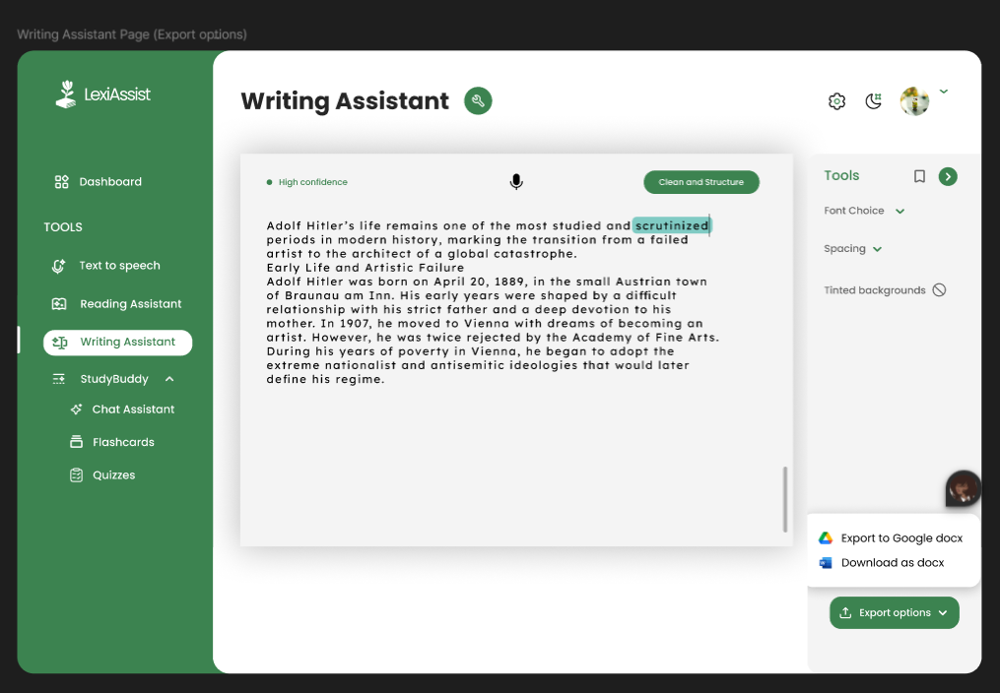 Writing Assistant Page (Export options)
LexiAssist
Writing Assistant
Dashboard
TOOLS
Text to speech
Reading Assistant
Writing Assistant
StudyBuddy
Chat Assistant
Flashcards
Quizzes
High confidence
Clean and Structure
Adolf Hitler's life remains one of the most studied and scrutinized
periods in modern history, marking the transition from a failed
artist to the architect of a global catastrophe.
Early Life and Artistic Failure
Adolf Hitler was born on April 20, 1889, in the small Austrian town
of Braunau am Inn. His early years were shaped by a difficult
relationship with his strict father and a deep devotion to his
mother. In 1907, he moved to Vienna with dreams of becoming an
artist. However, he was twice rejected by the Academy of Fine Arts.
During his years of poverty in Vienna, he began to adopt the
extreme nationalist and antisemitic ideologies that would later
define his regime.
Tools
Font Choice
Spacing
Tinted backgrounds
Export to Google docx
Download as docx
Export options